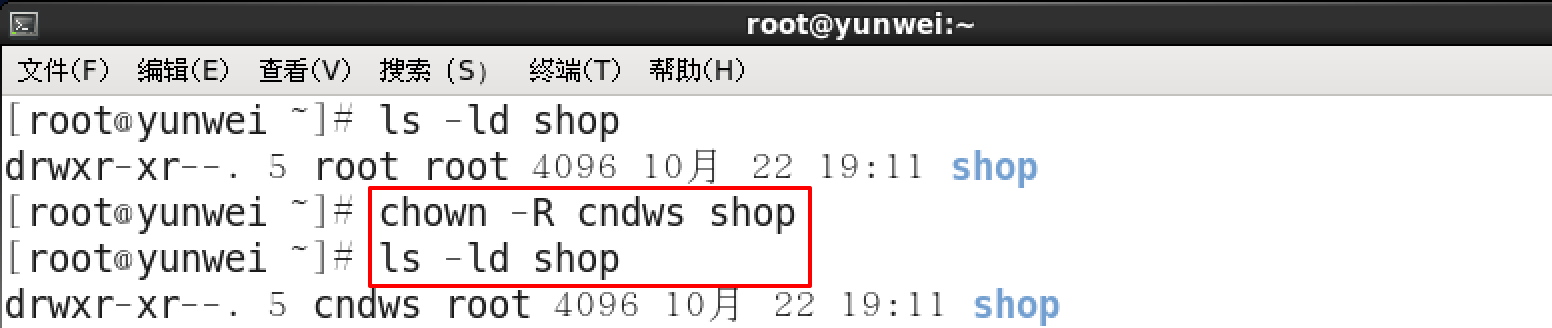 root@yunwei:~
文件(F) 编辑(E) 查看(V) 搜索 (S) 终端(T) 帮助(H)
[root@yunwei ~]# ls -ld shop
drwxr-xr--. 5 root root 4096 10月 22 19:11 shop
[root@yunwei ~]# chown -R cndws shop
[root@yunwei ~]# ls -ld shop
drwxr-xr--. 5 cndws root 4096 10月 22 19:11 shop